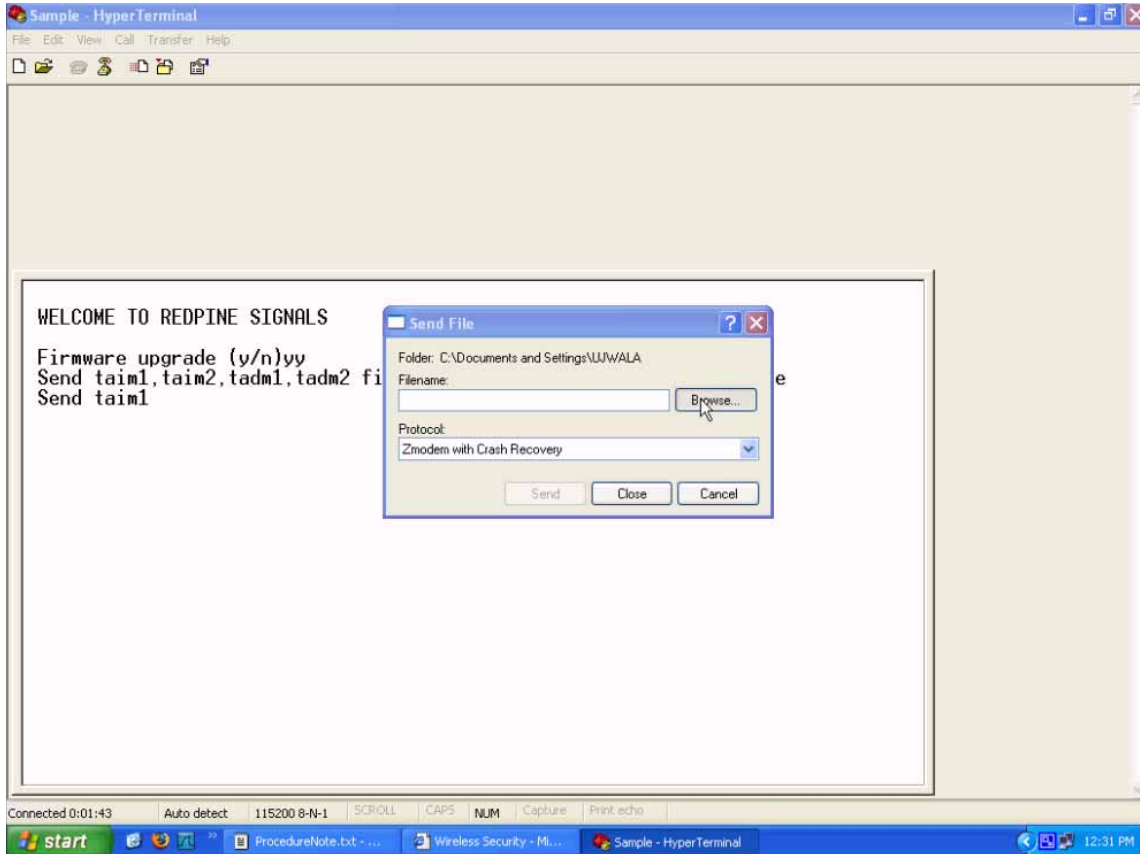 Sample - HyperTerminal
File Edit View Call Transfer Help
WELCOME TO REDPINE SIGNALS
Firmware upgrade (y/n)yy
Send taim1,taim2,tadm1,tadm2 fi
e
Send taim1
Send File
Folder: C:\Documents and Settings\UJWALA
Filename:
Browse...
Protocol:
Zmodem with Crash Recovery
Send Close Cancel
Connected 0:01:43 Auto detect 115200 8-N-1 SCROLL CAPS NUM Capture Print echo
start ProcedureNote.txt - ... Wireless Security - Mi... Sample - HyperTerminal 12:31 PM